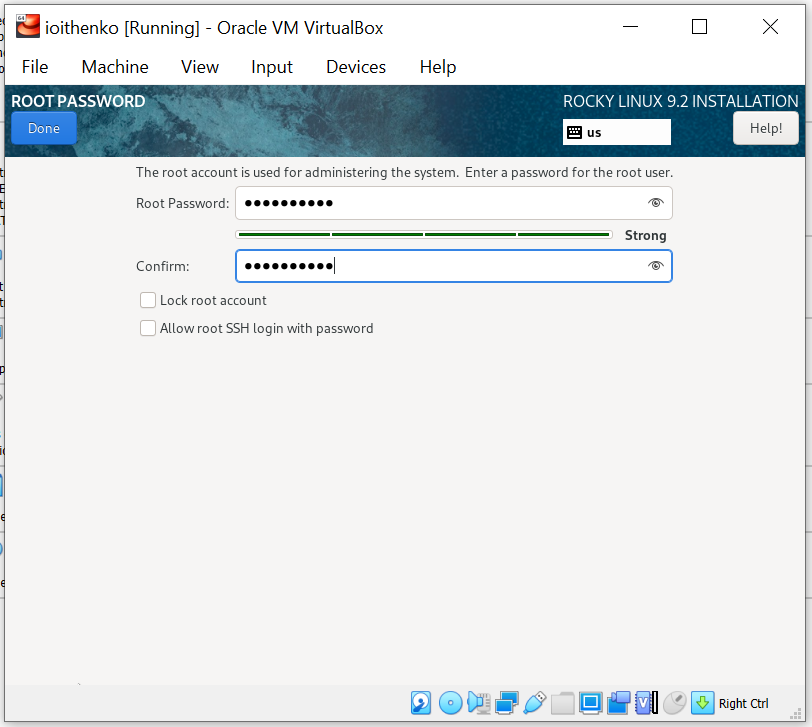 ioithenko [Running] - Oracle VM VirtualBox
File Machine View Input Devices Help
ROOT PASSWORD
ROCKY LINUX 9.2 INSTALLATION
Done
us
Help!
The root account is used for administering the system. Enter a password for the root user.
Root Password: ●●●●●●●●●●
Strong
Confirm: ●●●●●●●●●●
Lock root account
Allow root SSH login with password
Right Ctrl